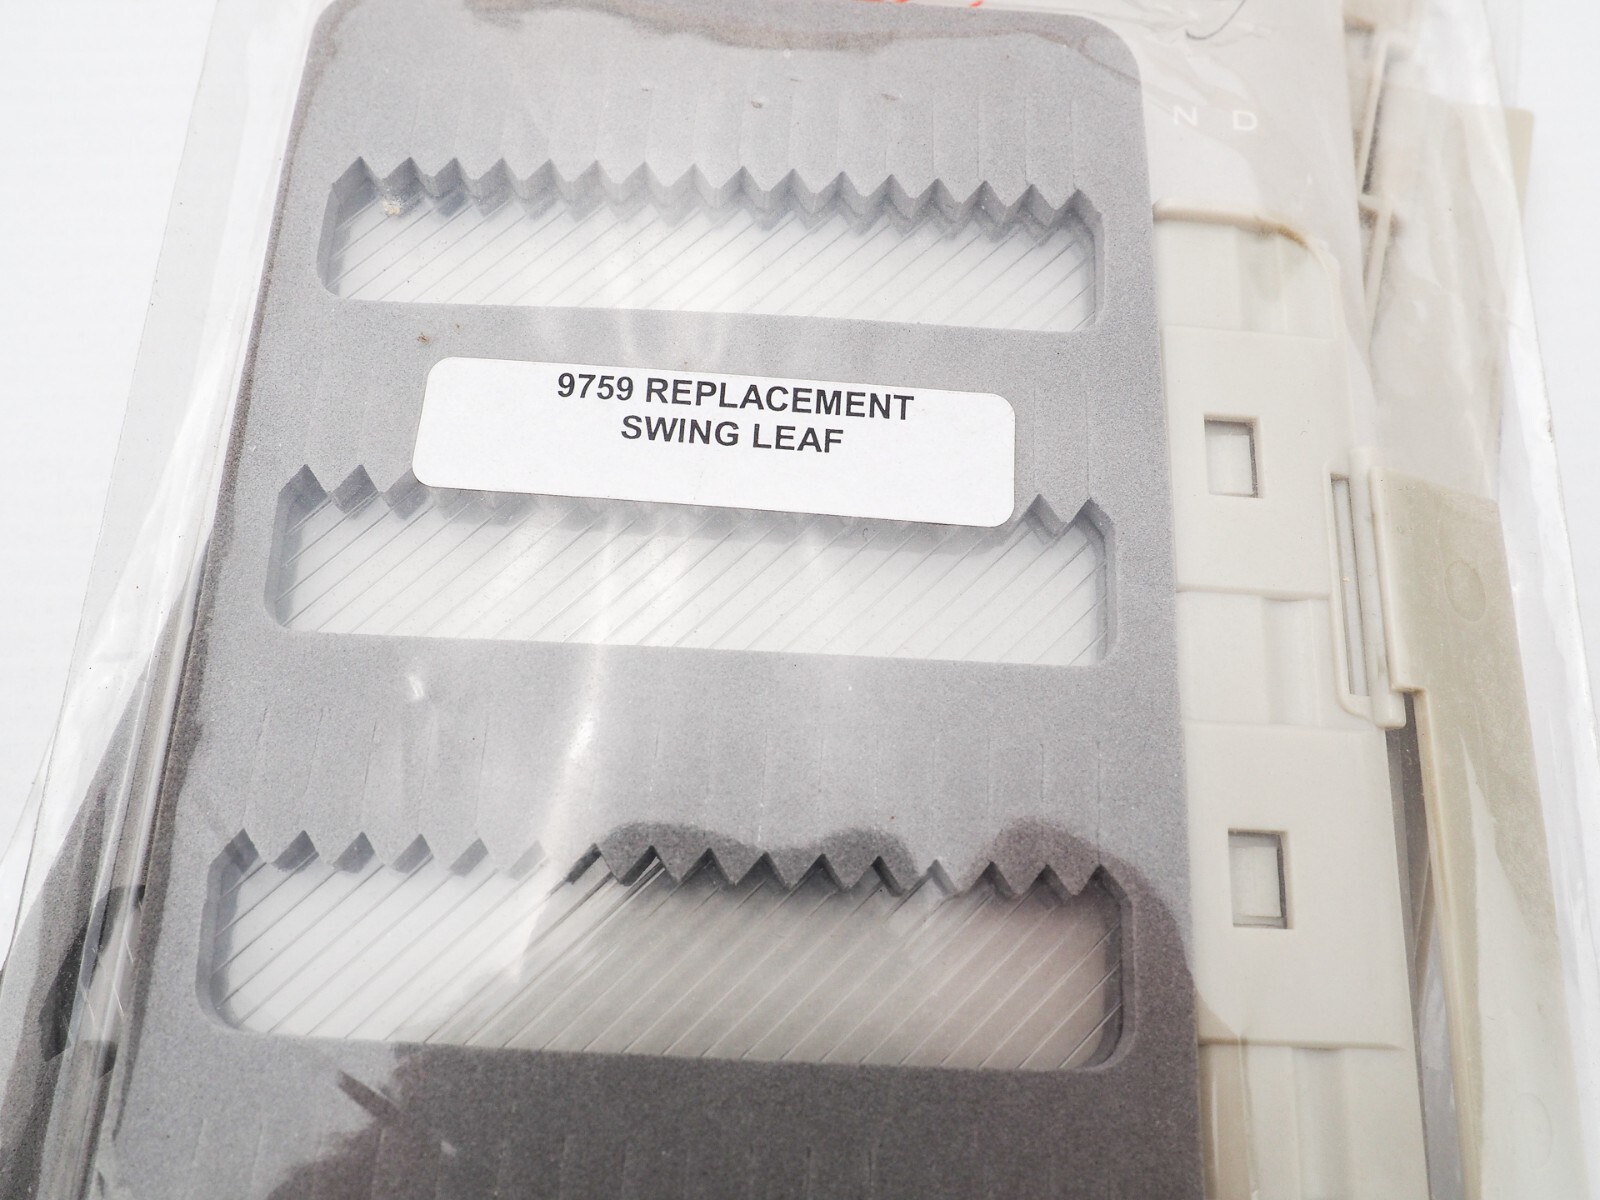 N D
9759 REPLACEMENT
SWING LEAF